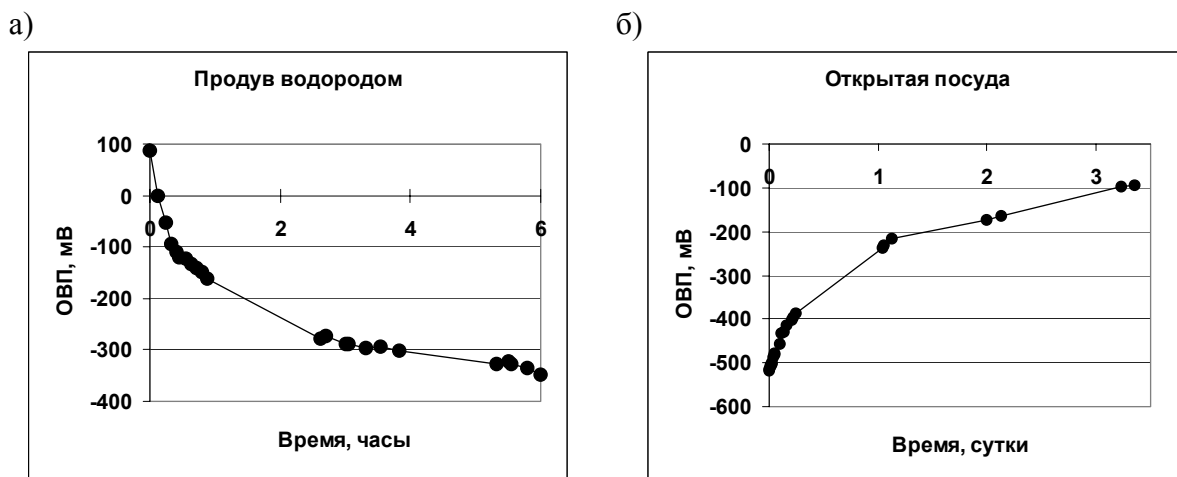 а)
Продув водородом
100
0
-100
-200
-300
-400
0 2 4 6
ОВП, мВ
Время, часы
б)
Открытая посуда
0
-100
-200
-300
-400
-500
-600
0 1 2 3
ОВП, мВ
Время, сутки